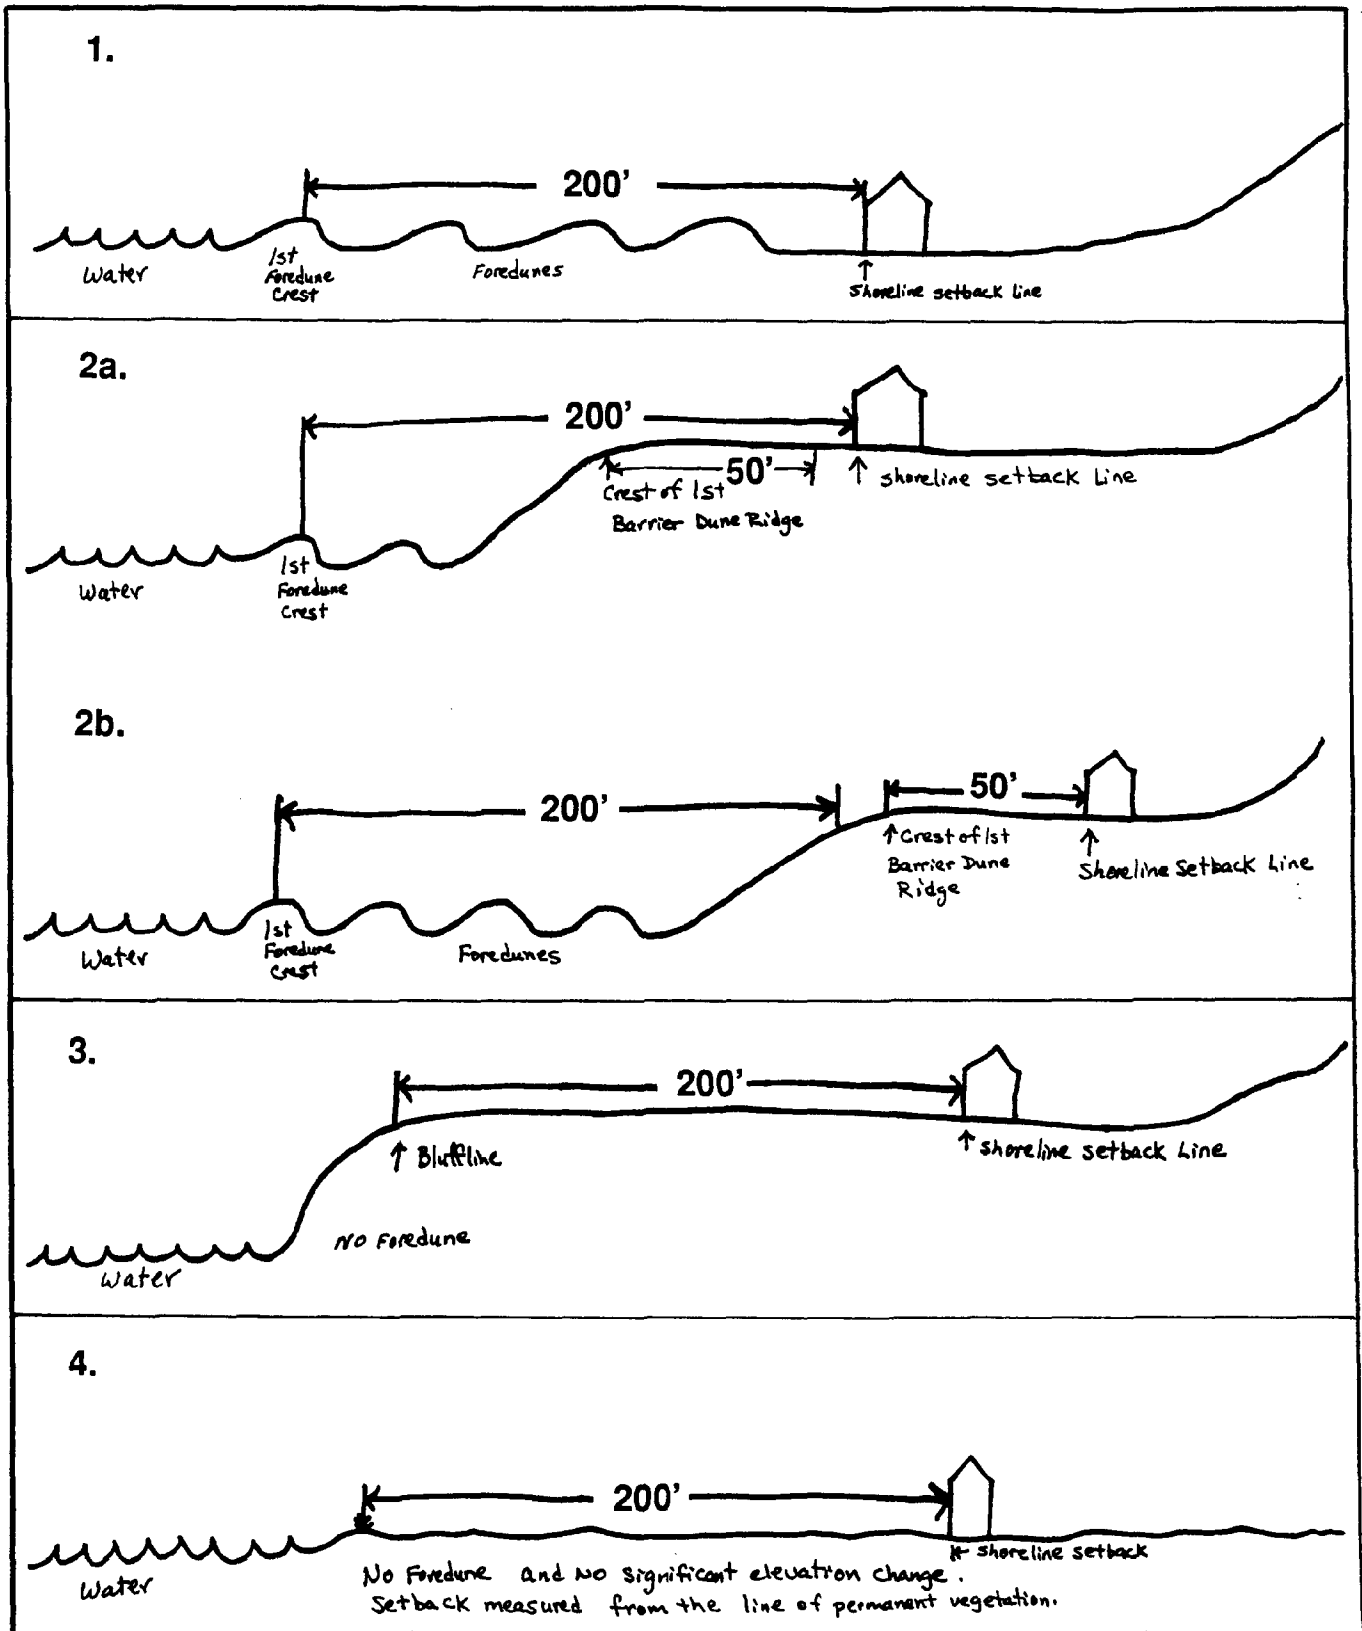 1.
200'
Water
1st
Foredune
Crest
Foredunes
Shoreline setback Line
2a.
200'
50'
Crest of 1st
Barrier Dune Ridge
Shoreline setback Line
Water
1st
Foredune
Crest
2b.
200'
50'
Crest of 1st
Barrier Dune
Ridge
Shoreline Setback Line
Water
1st
Foredune
Crest
Foredunes
3.
200'
Bluffline
Shoreline setback Line
No Foredune
Water
4.
200'
Shoreline setback
Water
No Foredune and No Significant elevation change.
Setback measured from the line of permanent vegetation.